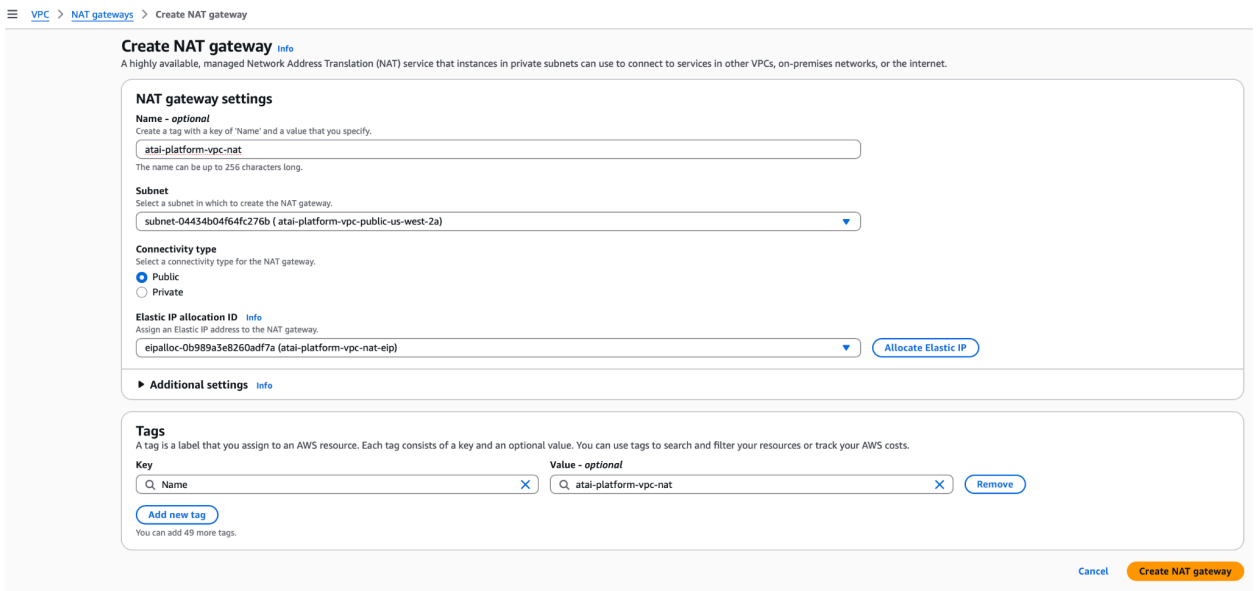 VPC > NAT gateways > Create NAT gateway
Create NAT gateway Info
A highly available, managed Network Address Translation (NAT) service that instances in private subnets can use to connect to services in other VPCs, on-premises networks, or the internet.
NAT gateway settings
Name - optional
Create a tag with a key of 'Name' and a value that you specify.
atai-platform-vpc-nat
The name can be up to 256 characters long.
Subnet
Select a subnet in which to create the NAT gateway.
subnet-04434b04f64fc276b ( atai-platform-vpc-public-us-west-2a)
Connectivity type
Select a connectivity type for the NAT gateway.
Public
Private
Elastic IP allocation ID Info
Assign an Elastic IP address to the NAT gateway.
eipalloc-0b989a3e8260adf7a (atai-platform-vpc-nat-eip) Allocate Elastic IP
Additional settings Info
Tags
A tag is a label that you assign to an AWS resource. Each tag consists of a key and an optional value. You can use tags to search and filter your resources or track your AWS costs.
Key Value - optional
Name atai-platform-vpc-nat Remove
Add new tag
You can add 49 more tags.
Cancel Create NAT gateway